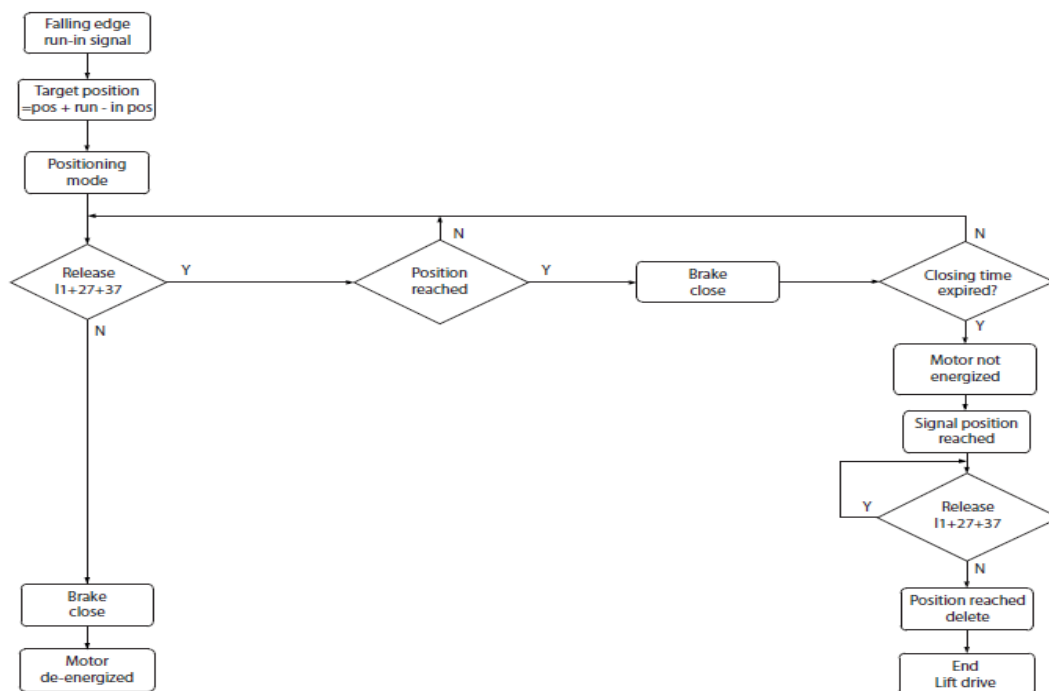 Falling edge
run-in signal
Target position
=pos + run - in pos
Positioning
mode
N
N
Release
I1+27+37
Y
Position
reached
Y
Brake
close
Closing time
expired?
N
Y
Motor not
energized
Signal position
reached
Y
Release
I1+27+37
N
Brake
close
Position reached
delete
Motor
de-energized
End
Lift drive